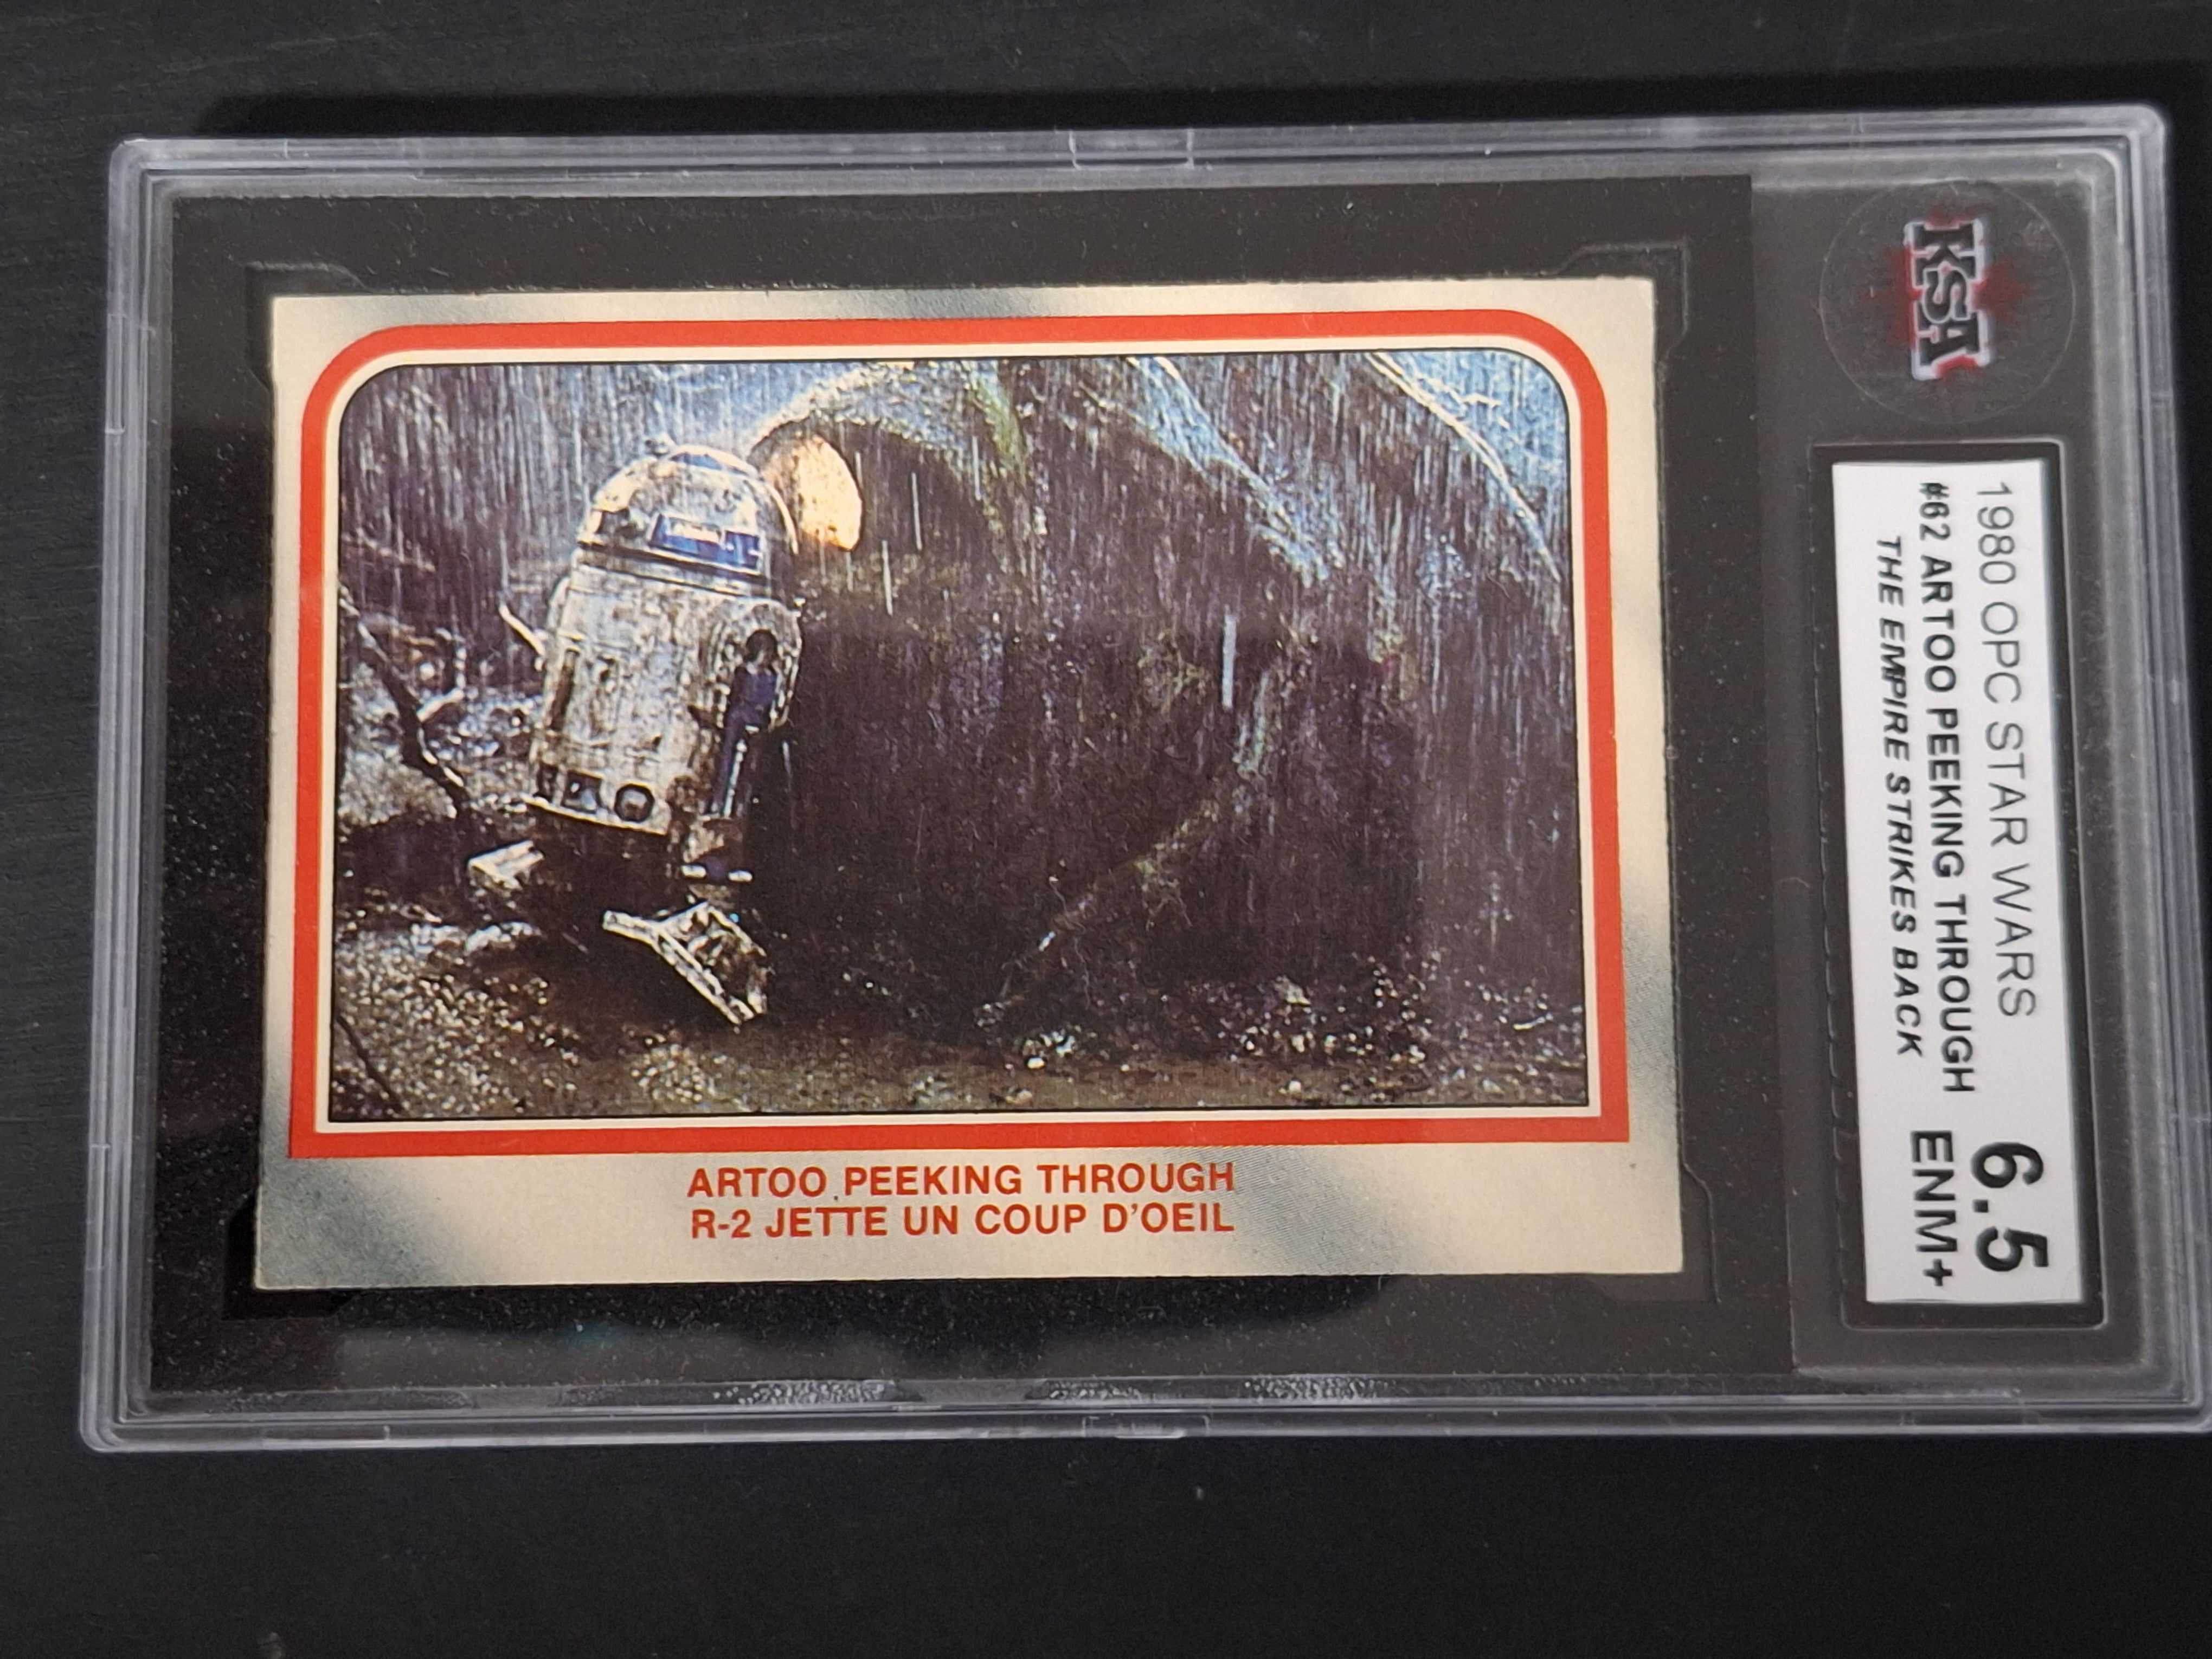 KSA
1980 OPC STAR WARS
#62 ARTOO PEEKING THROUGH
THE EMPIRE STRIKES BACK
6.5
ENM+
ARTOO PEEKING THROUGH
R-2 JETTE UN COUP D'OEIL